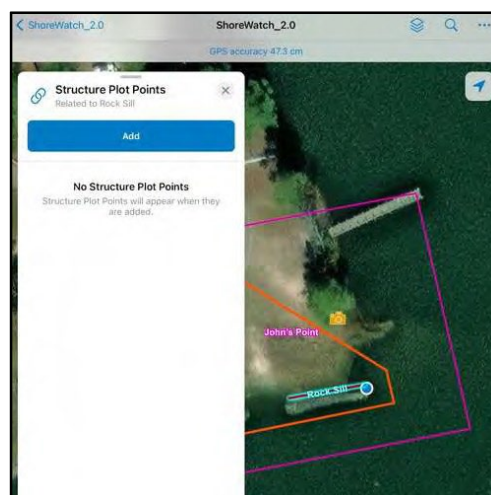 ShoreWatch_2.0
ShoreWatch_2.0
GPS accuracy 47.3 cm
Structure Plot Points
Related to Rock Sill
Add
No Structure Plot Points
Structure Plot Points will appear when they
are added.
John's Point
Rock Sill